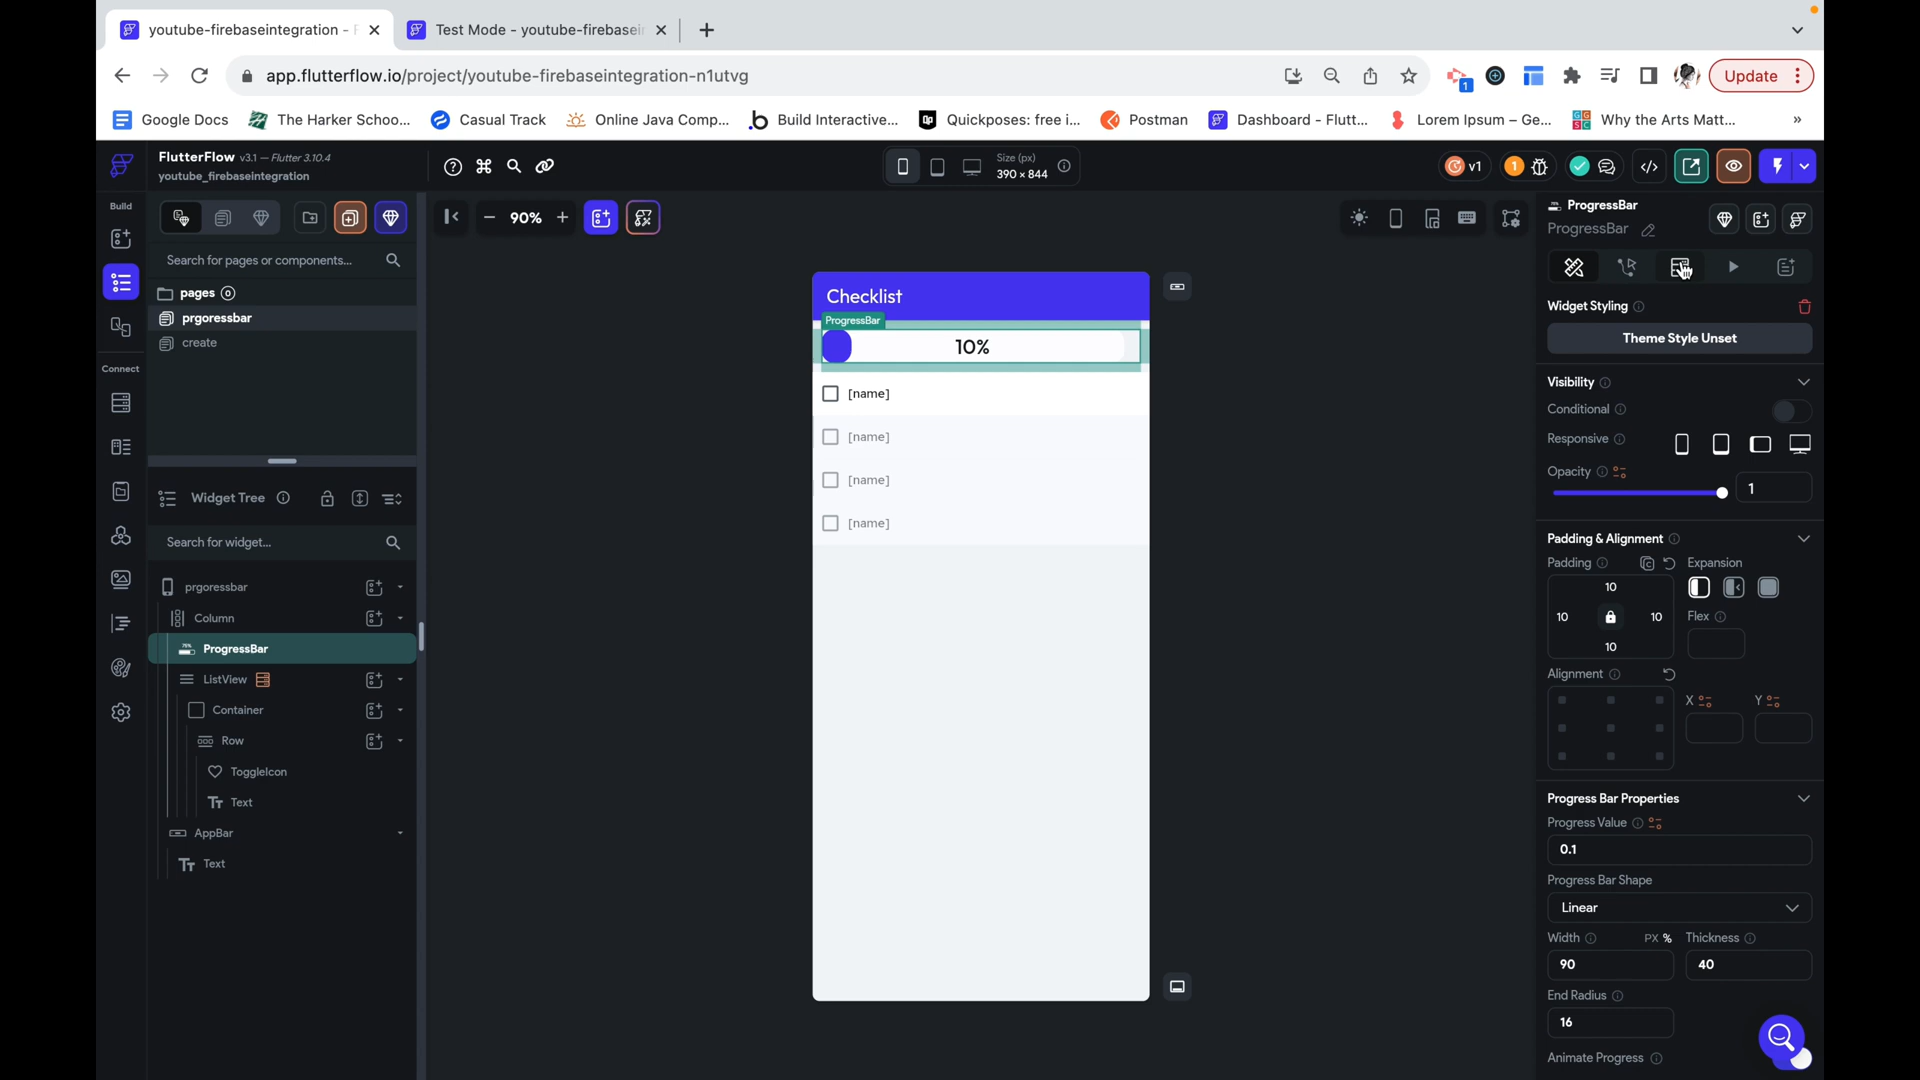 youtube-firebaseintegration - F
Test Mode - youtube-firebasein
app.flutterflow.io/project/youtube-firebaseintegration-n1utvg
1
Update
Google Docs
The Harker Schoo...
Casual Track
Online Java Comp...
Build Interactive...
Quickposes: free i...
Postman
Dashboard - Flutt...
Lorem Ipsum – Ge...
Why the Arts Matt...
»
FlutterFlow v3.1 — Flutter 3.10.4
youtube_firebaseintegration
Size (px)
390 × 844
v1
1
Build
90%
Search for pages or components...
pages 0
prgoressbar
create
Connect
Widget Tree
Search for widget...
prgoressbar
Column
ProgressBar
ListView
Container
Row
ToggleIcon
Text
AppBar
Text
Checklist
ProgressBar
10%
[name]
[name]
[name]
[name]
ProgressBar
ProgressBar
Widget Styling
Theme Style Unset
Visibility
Conditional
Responsive
Opacity
1
Padding & Alignment
Padding
Expansion
10
10
10
10
Flex
Alignment
X
Y
Progress Bar Properties
Progress Value
0.1
Progress Bar Shape
Linear
Width
PX %
Thickness
90
40
End Radius
16
Animate Progress